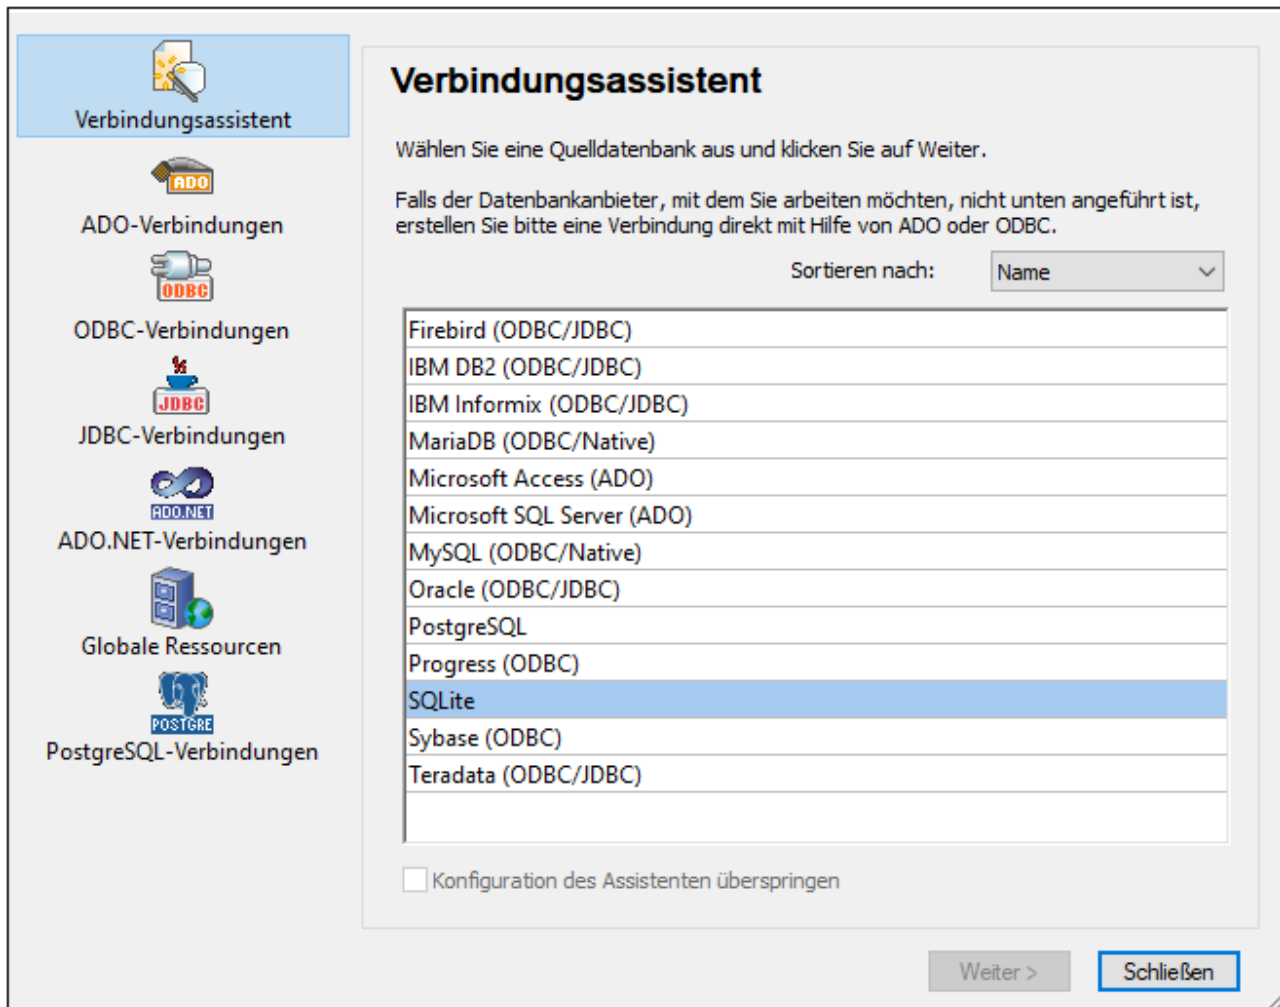 Verbindungsassistent
ADO
ADO-Verbindungen
ODBC
ODBC-Verbindungen
JDBC
JDBC-Verbindungen
ADO.NET
ADO.NET-Verbindungen
Globale Ressourcen
POSTGRE
PostgreSQL-Verbindungen
Verbindungsassistent
Wählen Sie eine Quelldatenbank aus und klicken Sie auf Weiter.
Falls der Datenbankanbieter, mit dem Sie arbeiten möchten, nicht unten angeführt ist,
erstellen Sie bitte eine Verbindung direkt mit Hilfe von ADO oder ODBC.
Sortieren nach: Name
Firebird (ODBC/JDBC)
IBM DB2 (ODBC/JDBC)
IBM Informix (ODBC/JDBC)
MariaDB (ODBC/Native)
Microsoft Access (ADO)
Microsoft SQL Server (ADO)
MySQL (ODBC/Native)
Oracle (ODBC/JDBC)
PostgreSQL
Progress (ODBC)
SQLite
Sybase (ODBC)
Teradata (ODBC/JDBC)
Konfiguration des Assistenten überspringen
Weiter > Schließen